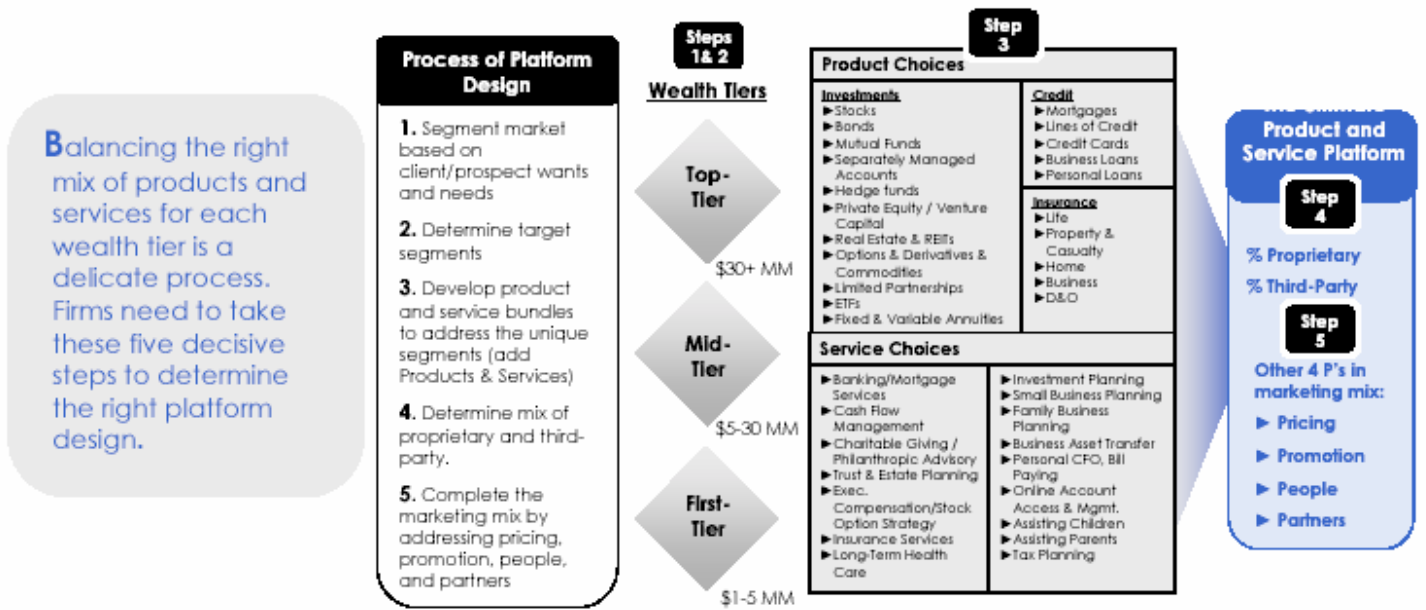 Balancing the right
mix of products and
services for each
wealth tier is a
delicate process.
Firms need to take
these five decisive
steps to determine
the right platform
design.
Process of Platform
Design
1. Segment market
based on
client/prospect wants
and needs
2. Determine target
segments
3. Develop product
and service bundles
to address the unique
segments (add
Products & Services)
4. Determine mix of
proprietary and third-
party.
5. Complete the
marketing mix by
addressing pricing,
promotion, people,
and partners
Steps
1& 2
Wealth Tiers
Top-
Tier
$30+ MM
Mid-
Tier
$5-30 MM
First-
Tier
$1-5 MM
Step
3
Product Choices
Investments
►Stocks
►Bonds
►Mutual Funds
►Separately Managed
Accounts
►Hedge funds
►Private Equity / Venture
Capital
►Real Estate & REITs
►Options & Derivatives &
Commodities
►Limited Partnerships
►ETFs
►Fixed & Variable Annuities
Credit
►Mortgages
►Lines of Credit
►Credit Cards
►Business Loans
►Personal Loans
Insurance
►Life
►Property &
Casualty
►Home
►Business
►D&O
Service Choices
►Banking/Mortgage
Services
►Cash Flow
Management
►Charitable Giving /
Philanthropic Advisory
►Trust & Estate Planning
►Exec.
Compensation/Stock
Option Strategy
►Insurance Services
►Long-Term Health
Care
►Investment Planning
►Small Business Planning
►Family Business
Planning
►Business Asset Transfer
►Personal CFO, Bill
Paying
►Online Account
Access & Mgmt.
►Assisting Children
►Assisting Parents
►Tax Planning
Product and
Service Platform
Step
4
% Proprietary
% Third-Party
Step
5
Other 4 P's in
marketing mix:
► Pricing
► Promotion
► People
► Partners